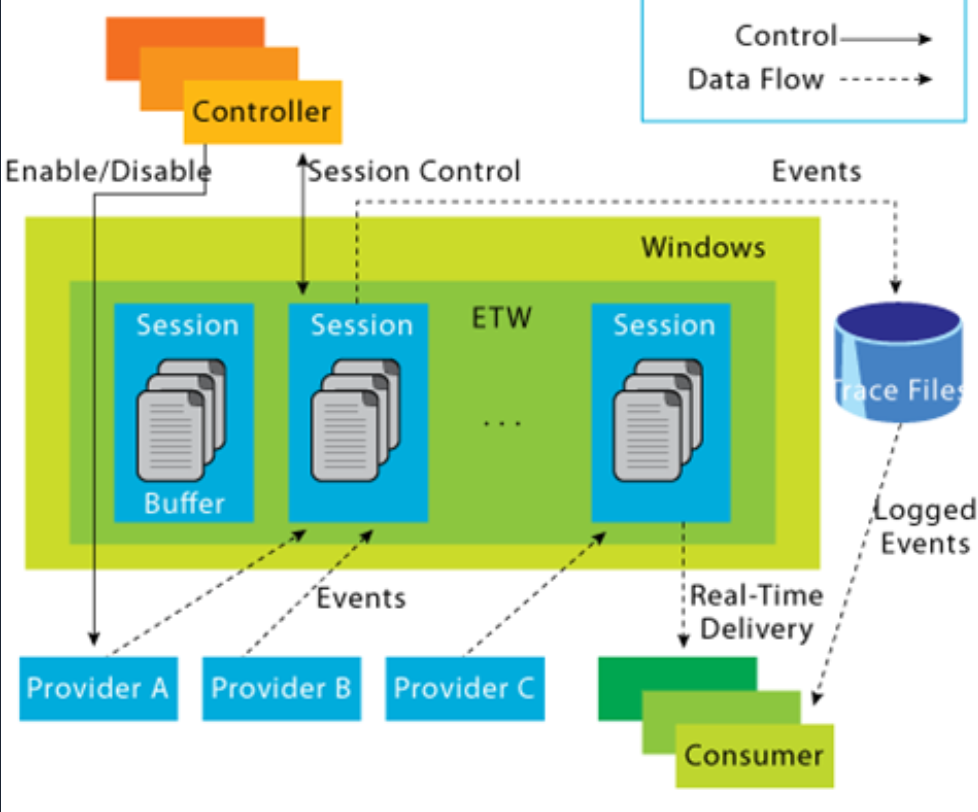 Control
Data Flow
Controller
Enable/Disable
Session Control
Events
Windows
Session
Session
ETW
Session
...
Buffer
Trace Files
Logged
Events
Events
Real-Time
Delivery
Provider A
Provider B
Provider C
Consumer